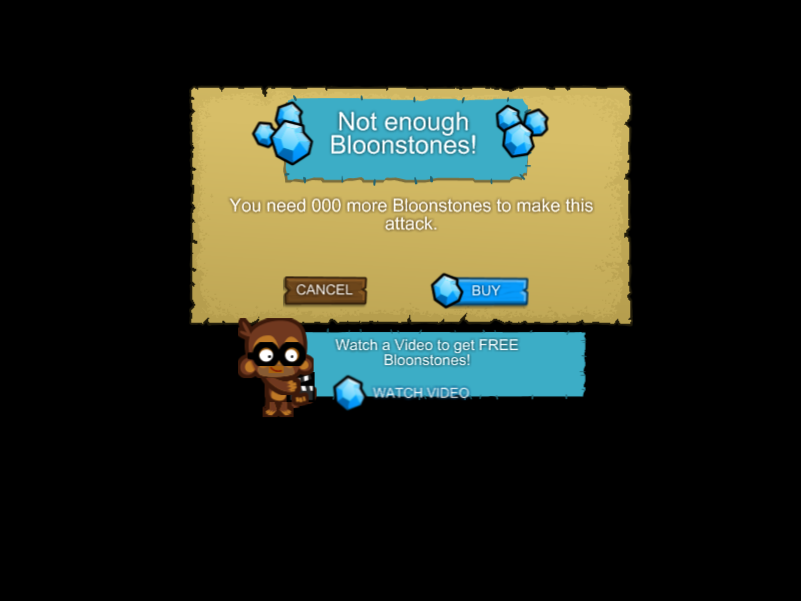 Not enough
Bloonstones!
You need 000 more Bloonstones to make this
attack.
CANCEL
BUY
Watch a Video to get FREE
Bloonstones!
WATCH VIDEO